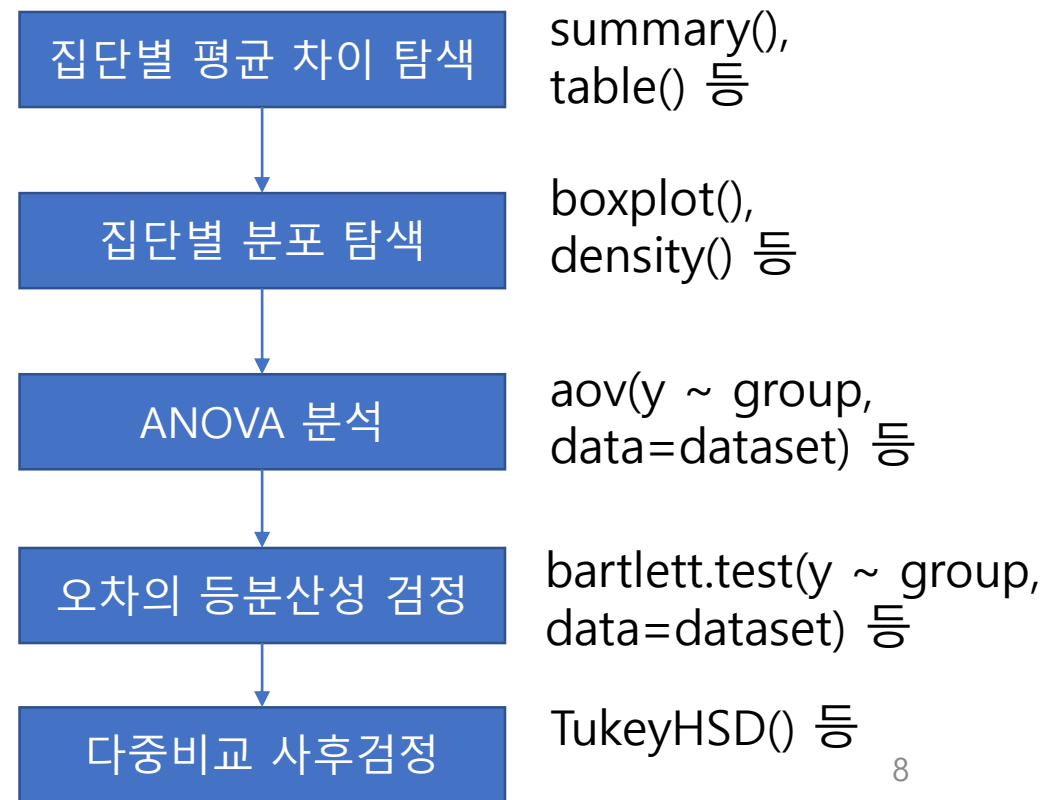 집단별 평균 차이 탐색
summary(),
table() 등
집단별 분포 탐색
boxplot(),
density() 등
ANOVA 분석
aov(y ~ group,
data=dataset) 등
오차의 등분산성 검정
bartlett.test(y ~ group,
data=dataset) 등
다중비교 사후검정
TukeyHSD() 등
8